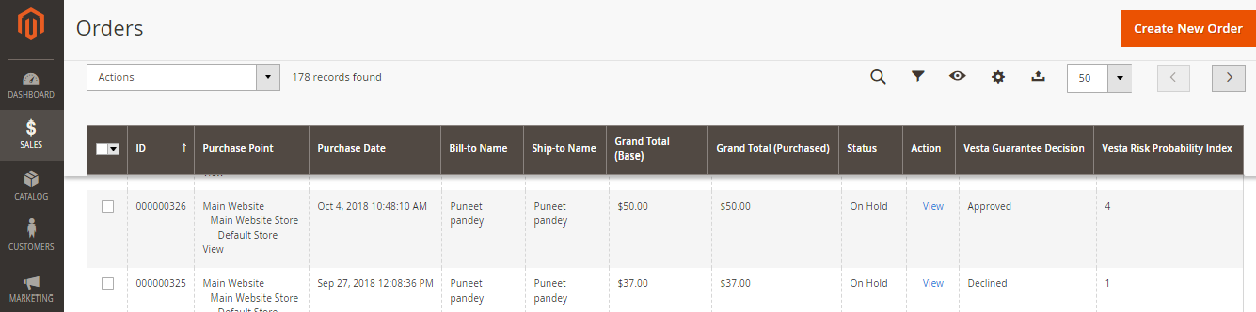 Orders
Create New Order
Actions
178 records found
50
DASHBOARD
SALES
CATALOG
CUSTOMERS
MARKETING
ID Purchase Point Purchase Date Bill-to Name Ship-to Name Grand Total (Base) Grand Total (Purchased) Status Action Vesta Guarantee Decision Vesta Risk Probability Index
View
000000326 Main Website Oct 4, 2018 10:48:10 AM Puneet Puneet $50.00 $50.00 On Hold View Approved 4
Main Website Store pandey pandey
Default Store
View
000000325 Main Website Sep 27, 2018 12:08:36 PM Puneet Puneet $37.00 $37.00 On Hold View Declined 1
Main Website Store pandey pandey
Default Store